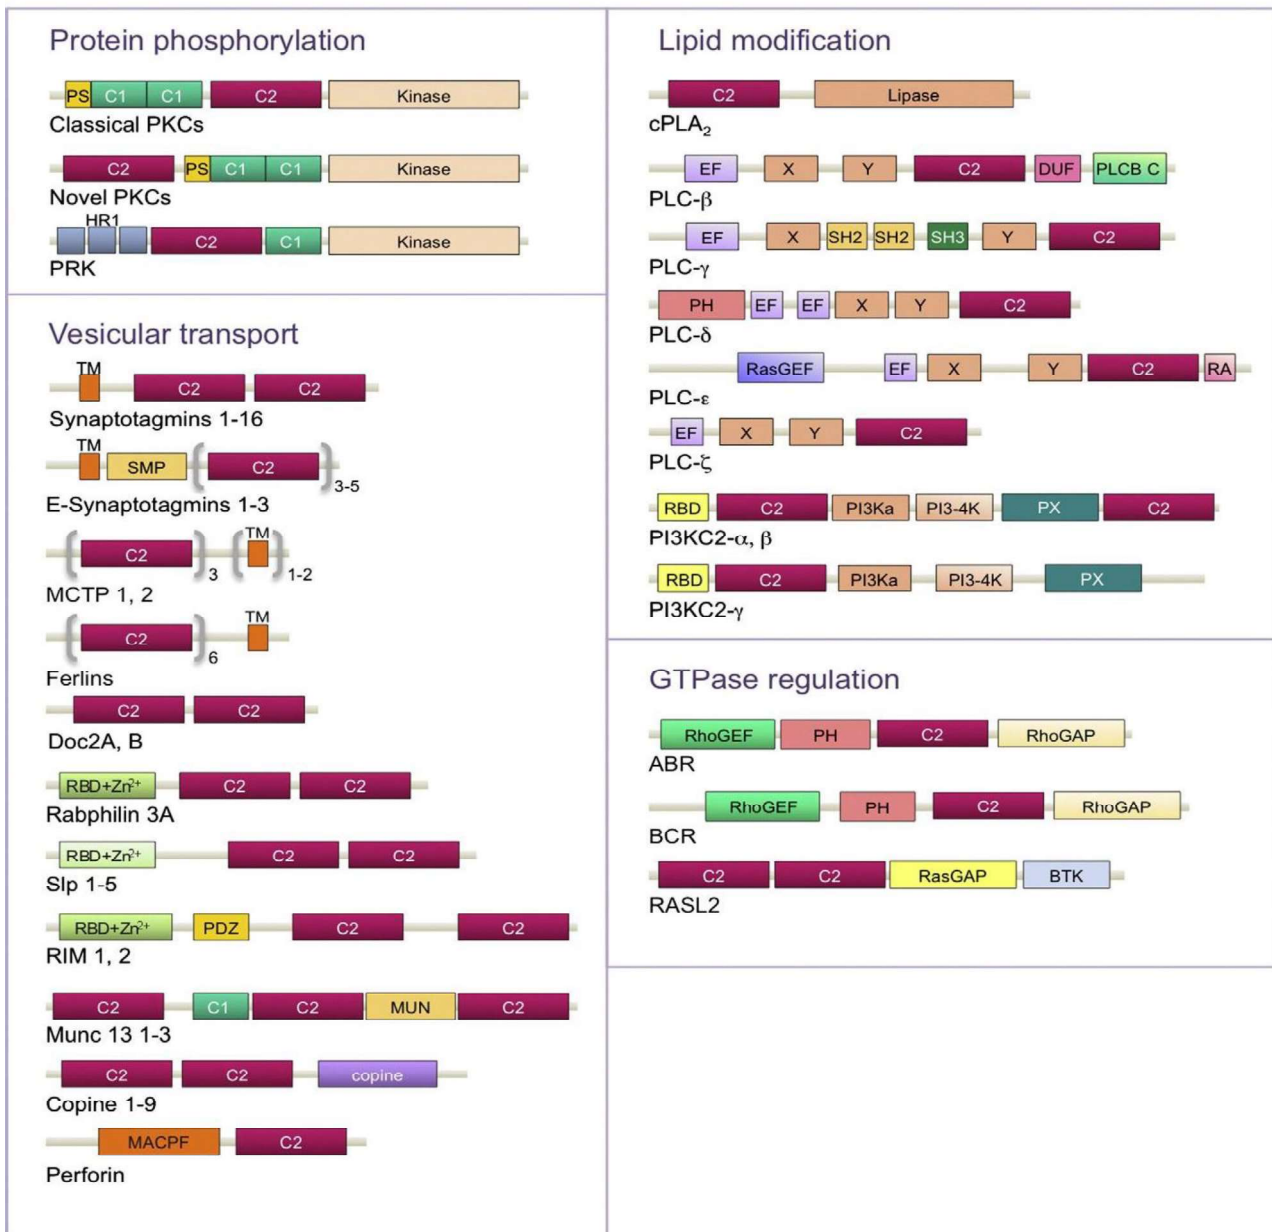 Protein phosphorylation
PS C1 C1 C2 Kinase
Classical PKCs
C2 PS C1 C1 Kinase
Novel PKCs
HR1
C2 C1 Kinase
PRK
Vesicular transport
TM
C2 C2
Synaptotagmins 1-16
TM
SMP C2
3-5
E-Synaptotagmins 1-3
TM
C2
3 1-2
MCTP 1, 2
TM
C2
6
Ferlins
C2 C2
Doc2A, B
RBD+Zn²⁺ C2 C2
Rabphilin 3A
RBD+Zn²⁺ C2 C2
Slp 1-5
RBD+Zn²⁺ PDZ C2 C2
RIM 1, 2
C2 C1 C2 MUN C2
Munc 13 1-3
C2 C2 copine
Copine 1-9
MACPF C2
Perforin
Lipid modification
C2 Lipase
cPLA₂
EF X Y C2 DUF PLCB C
PLC-β
EF X SH2 SH2 SH3 Y C2
PLC-γ
PH EF EF X Y C2
PLC-δ
RasGEF EF X Y C2 RA
PLC-ε
EF X Y C2
PLC-ζ
RBD C2 PI3Ka PI3-4K PX C2
PI3KC2-α, β
RBD C2 PI3Ka PI3-4K PX
PI3KC2-γ
GTPase regulation
RhoGEF PH C2 RhoGAP
ABR
RhoGEF PH C2 RhoGAP
BCR
C2 C2 RasGAP BTK
RASL2